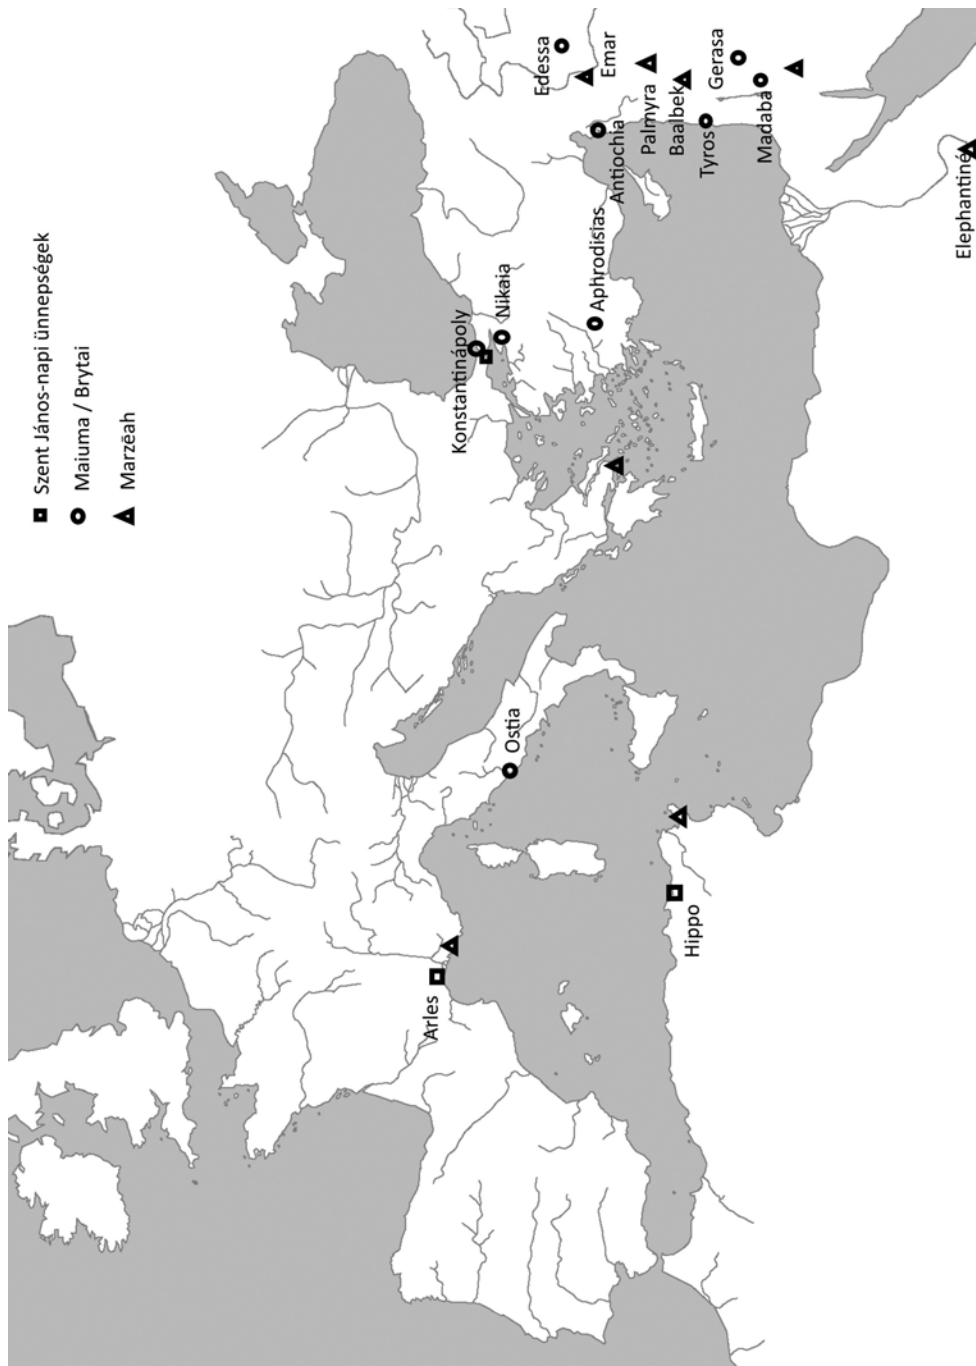 Szent János-napi ünnepségek
Maiuma / Brytai
Marzēah
Konstantinápoly
Nikaia
Aphrodisias
Antiochia
Edessa
Emar
Palmyra
Baalbek
Tyros
Gerasa
Madaba
Elephantiné
Ostia
Arles
Hippo